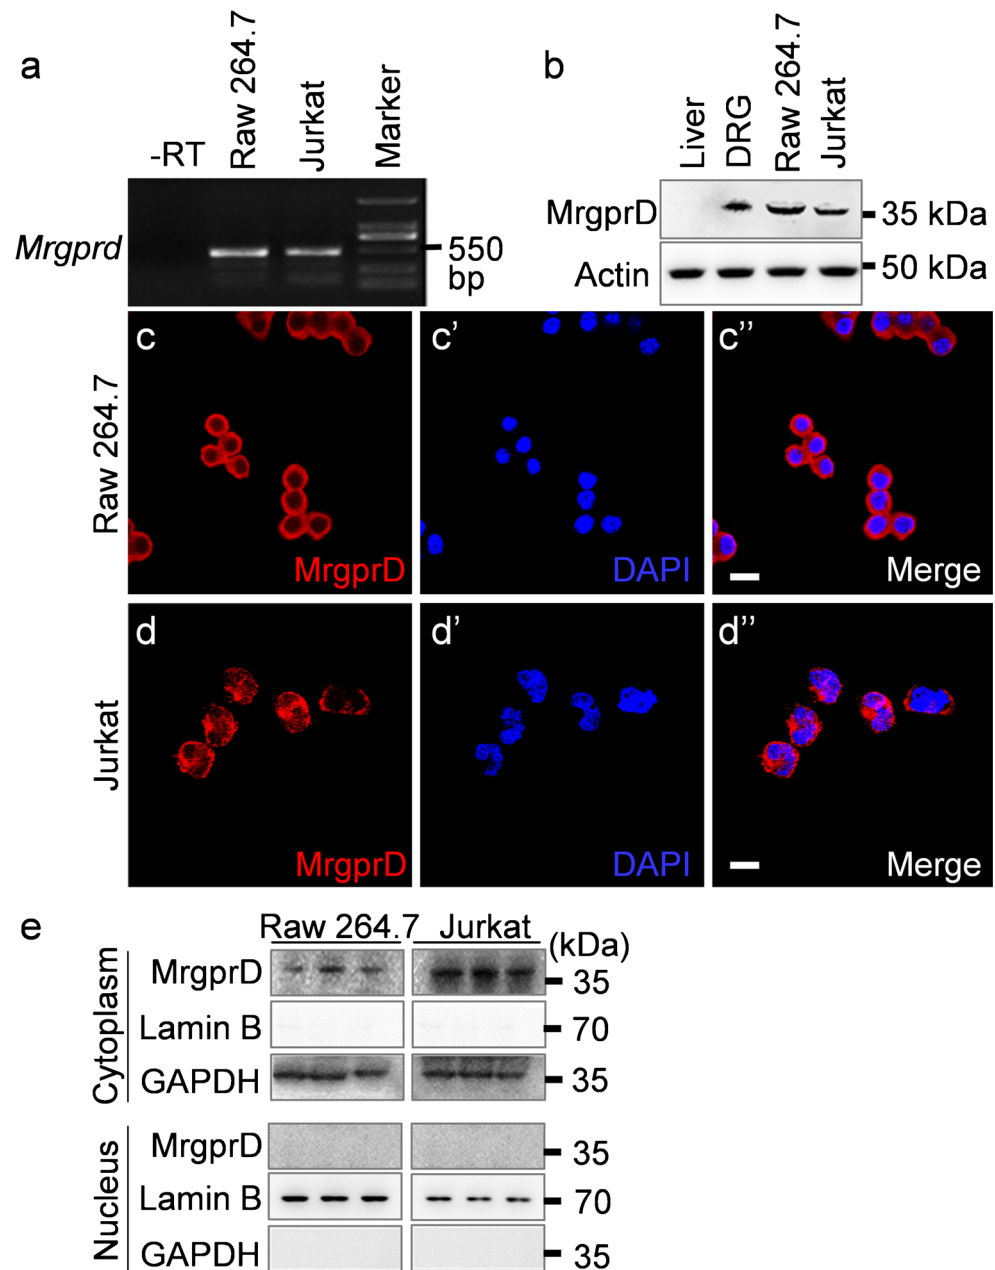 a
-RT
Raw 264.7
Jurkat
Marker
Mrgprd
550
bp
b
Liver
DRG
Raw 264.7
Jurkat
MrgprD
35 kDa
Actin
50 kDa
Raw 264.7
c
MrgprD
c’
DAPI
c’’
Merge
Jurkat
d
MrgprD
d’
DAPI
d’’
Merge
e
Raw 264.7 Jurkat
(kDa)
Cytoplasm
MrgprD 35
Lamin B 70
GAPDH 35
Nucleus
MrgprD 35
Lamin B 70
GAPDH 35